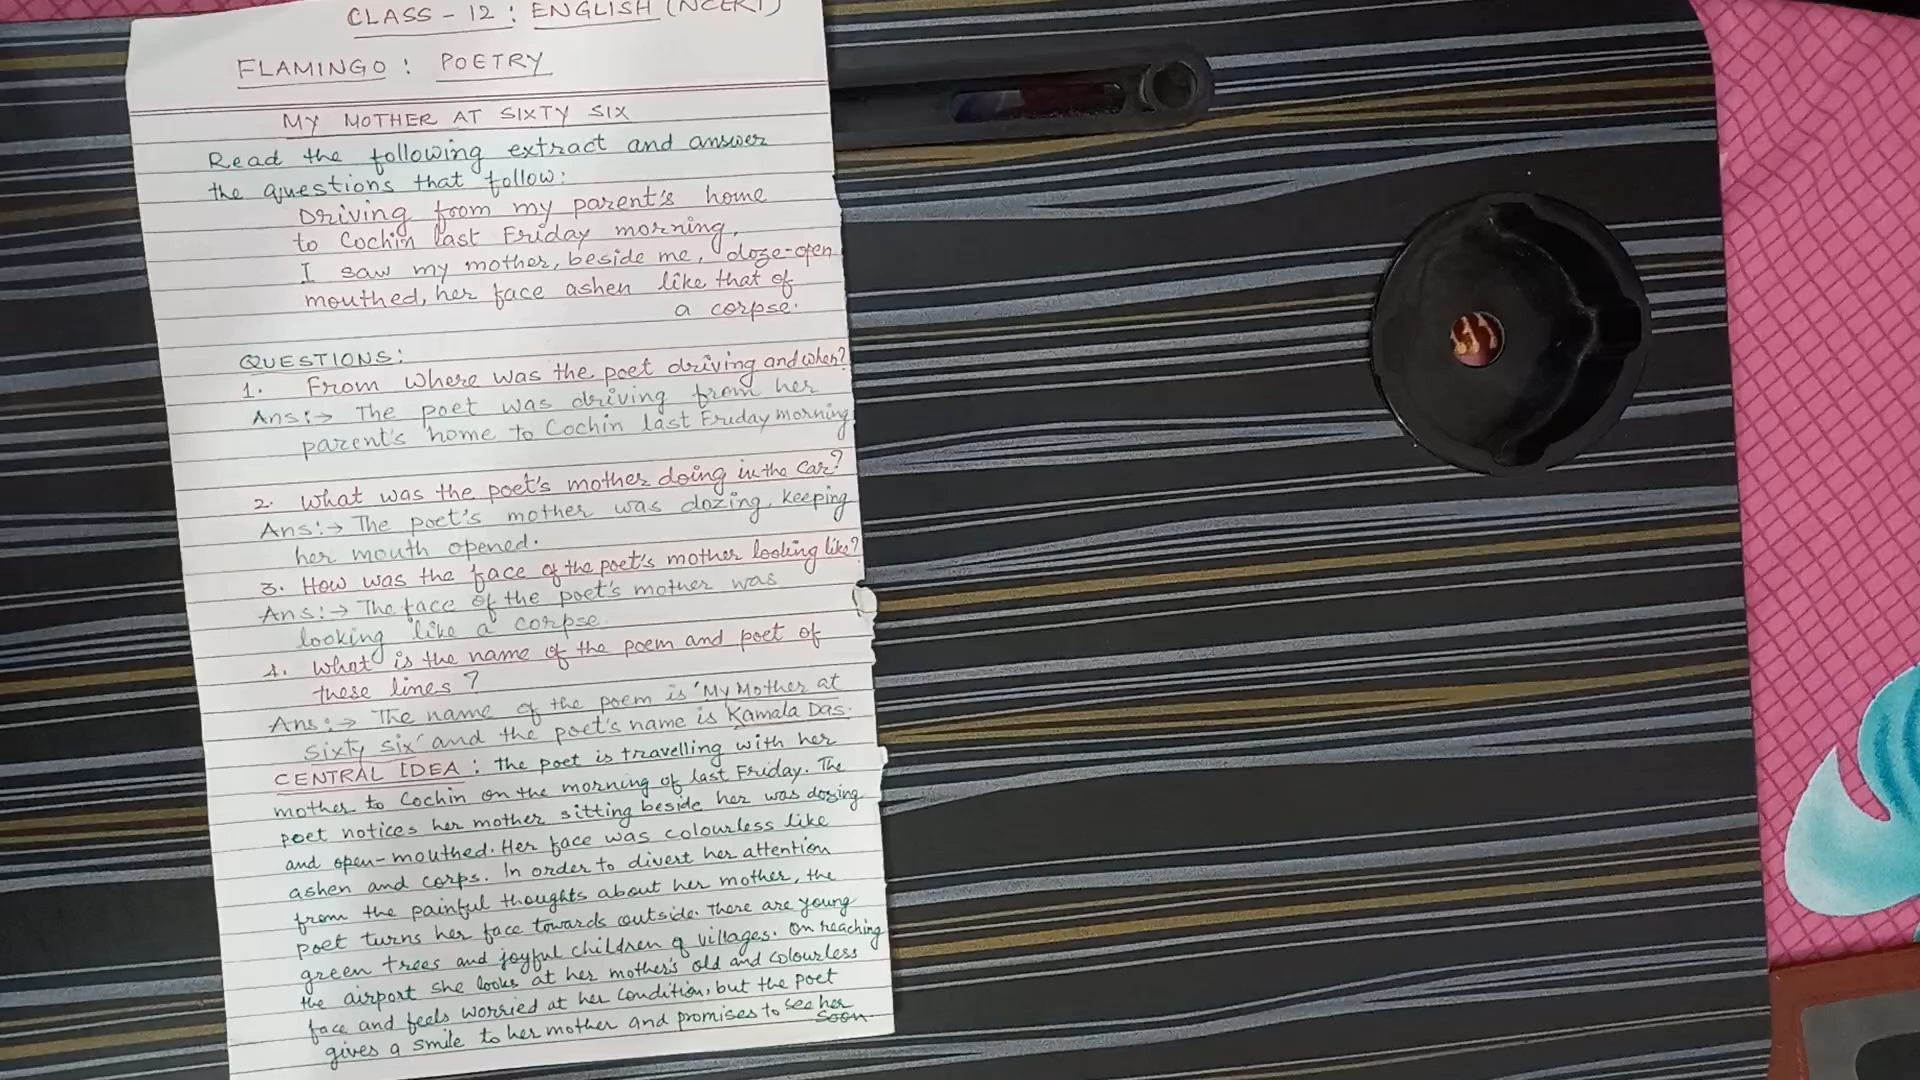 CLASS - 12 : ENGLISH (NCERT)
FLAMINGO : POETRY
MY MOTHER AT SIXTY SIX
Read the following extract and answer
the questions that follow:
Driving from my parent's home
to Cochin last Friday morning,
I saw my mother, beside me, doze-open
mouthed, her face ashen like that of
a corpse.
QUESTIONS:
1. From where was the poet driving and when?
Ans:→ The poet was driving from her
parent's home to Cochin last Friday morning
2. What was the poet's mother doing in the car?
Ans:→ The poet's mother was dozing, keeping
her mouth opened.
3. How was the face of the poet's mother looking like?
Ans:→ The face of the poet's mother was
looking like a corpse
4. What is the name of the poem and poet of
these lines?
Ans:→ The name of the poem is 'My Mother at
sixty six' and the poet's name is Kamala Das.
CENTRAL IDEA: The poet is travelling with her
mother to Cochin on the morning of last Friday. The
poet notices her mother sitting beside her was dozing
and open-mouthed. Her face was colourless like
ashen and corps. In order to divert her attention
from the painful thoughts about her mother, the
poet turns her face towards outside. There are young
green trees and joyful children of villages. On reaching
the airport she looks at her mother's old and colourless
face and feels worried at her condition, but the poet
gives a smile to her mother and promises to see her
soon